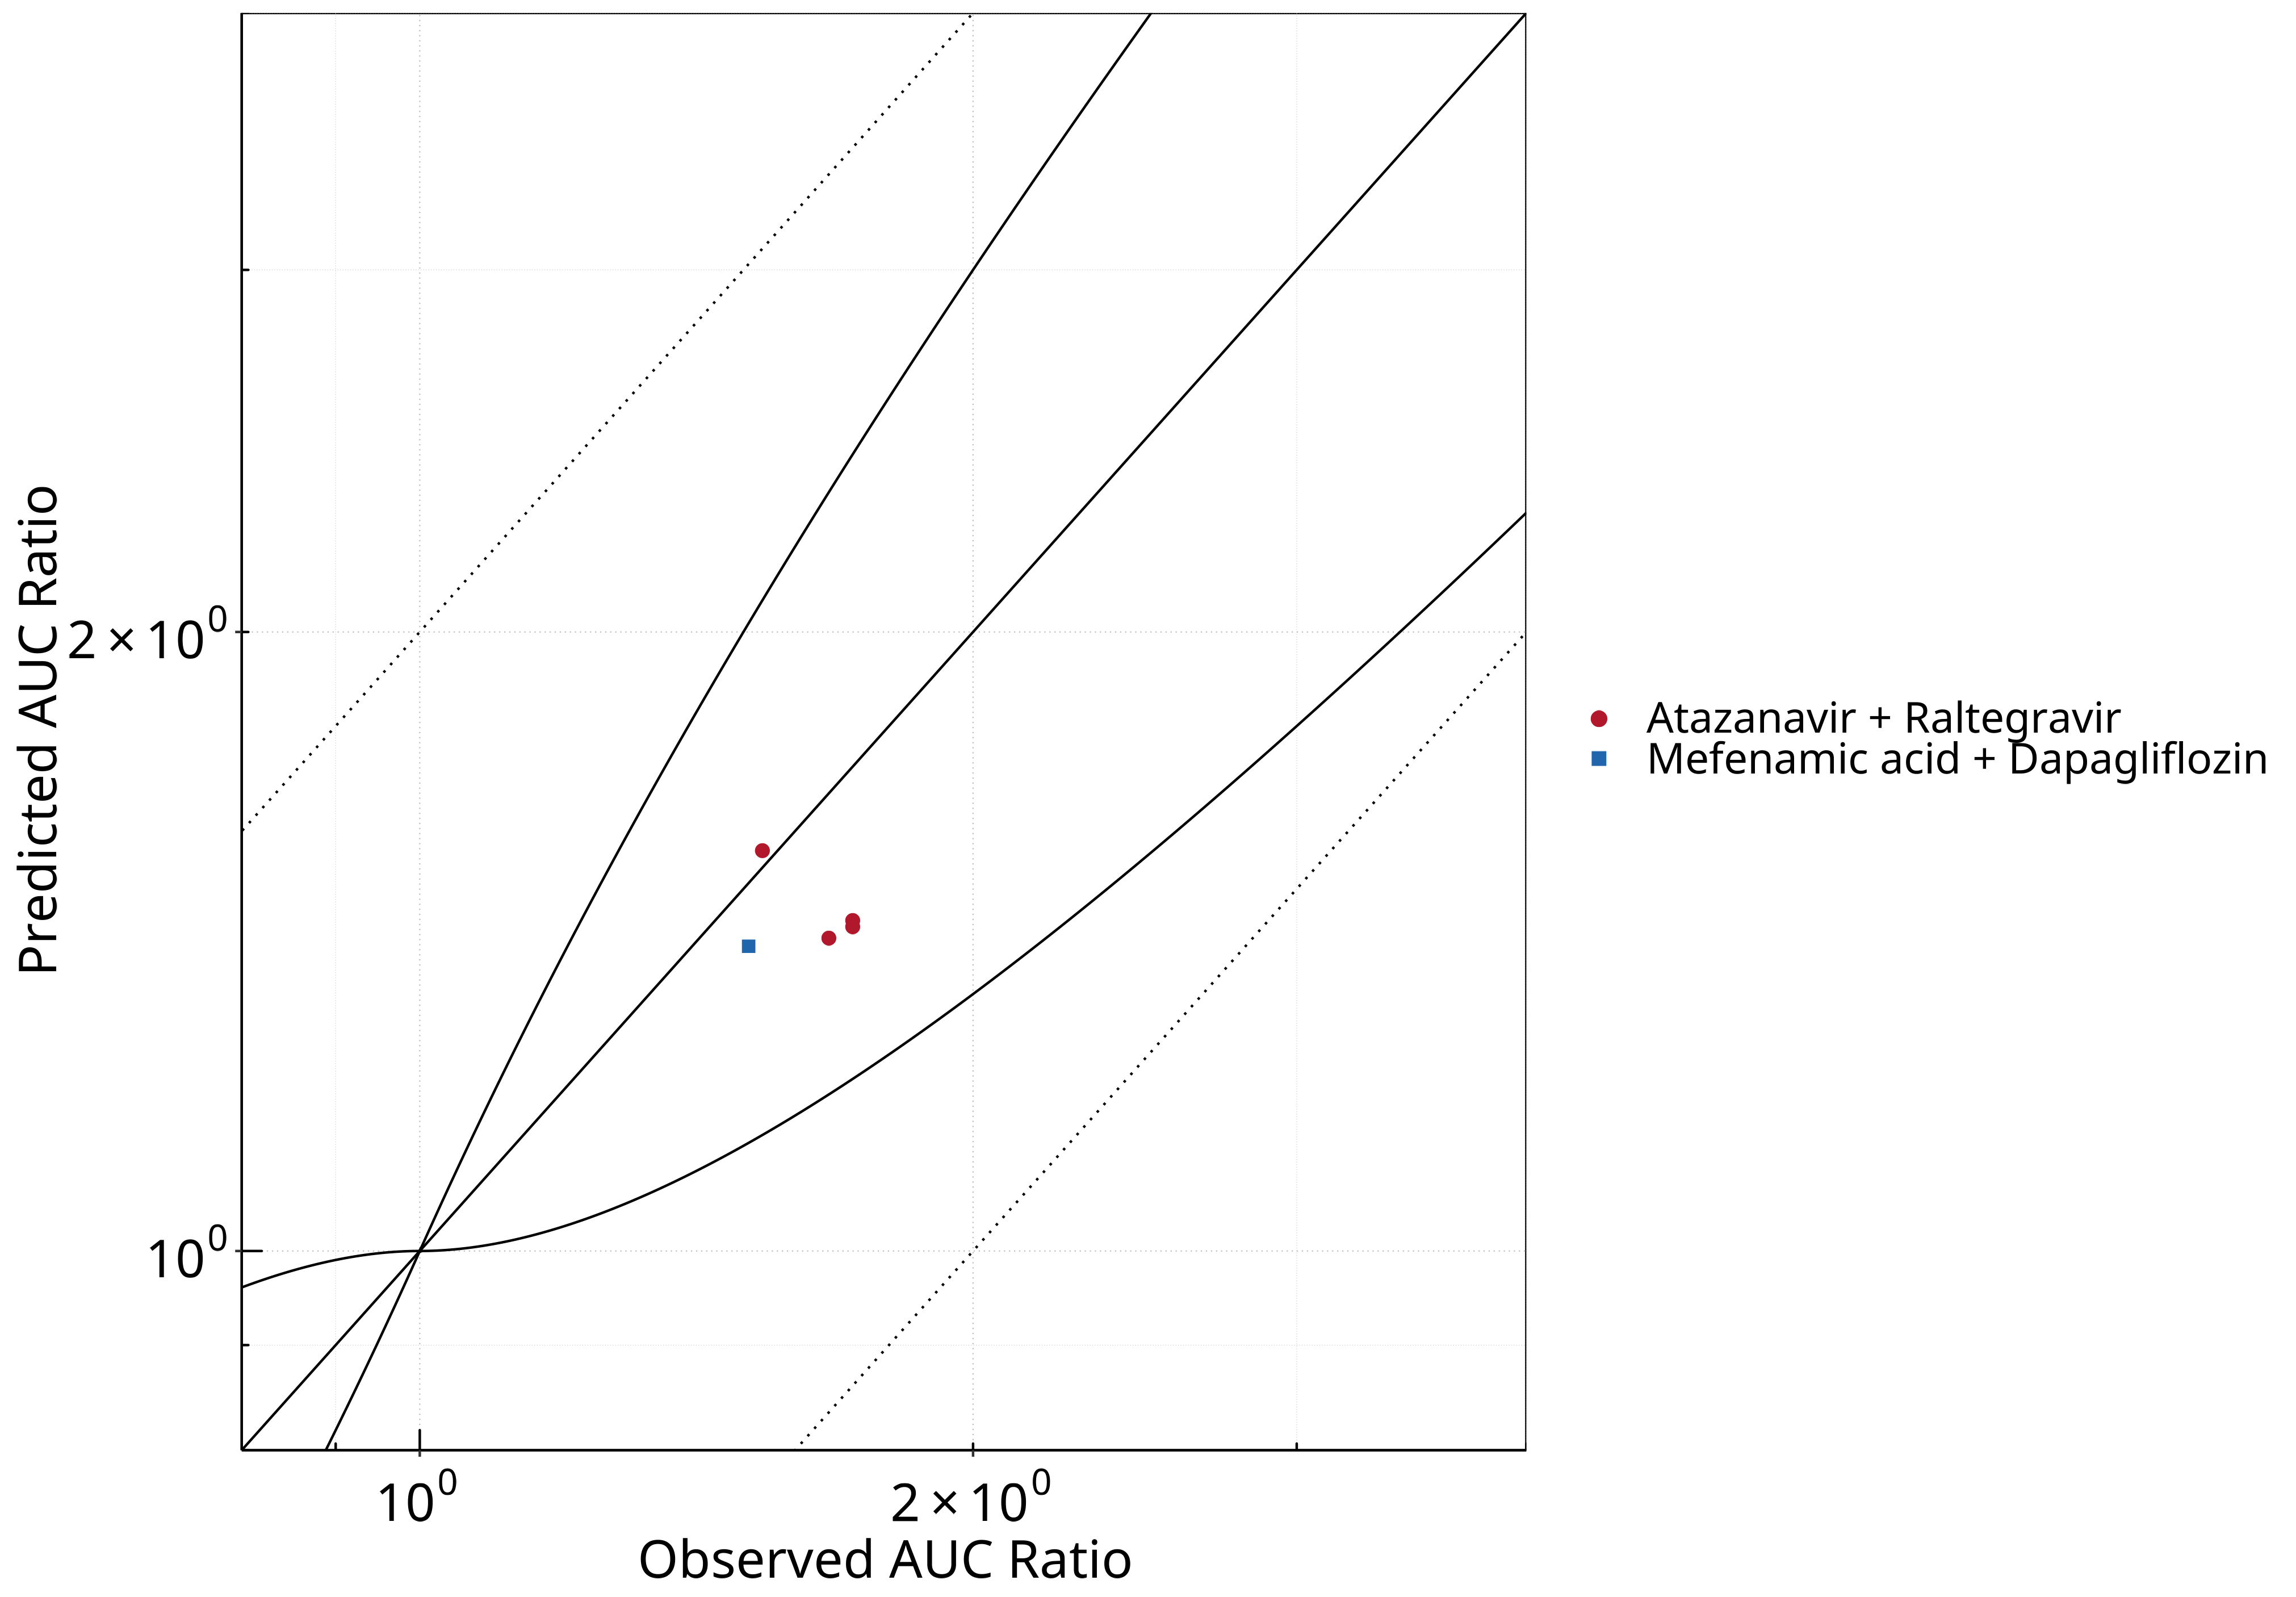 Predicted AUC Ratio
2 × 10⁰
10⁰
10⁰
2 × 10⁰
Observed AUC Ratio
Atazanavir + Raltegravir
Mefenamic acid + Dapagliflozin